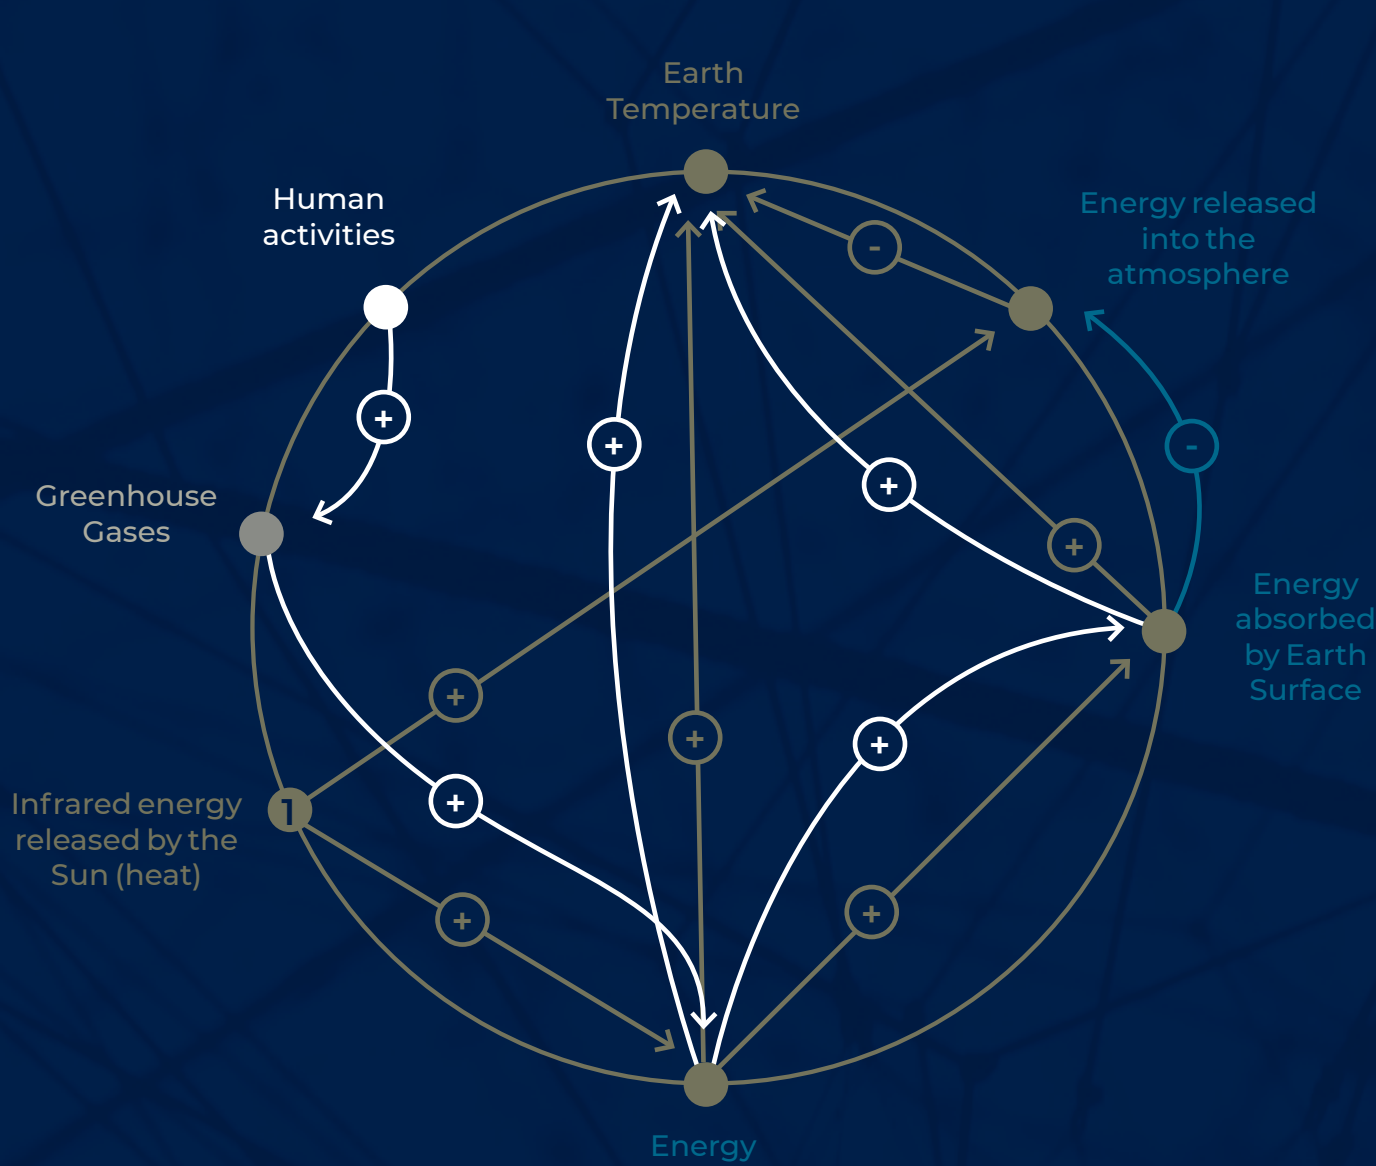 Earth
Temperature
Human
activities
Energy released
into the
atmosphere
-
-
+
+
+
Greenhouse
Gases
+
Energy
absorbed
by Earth
Surface
+
+
+
Infrared energy
released by the
Sun (heat)
1
+
+
+
Energy